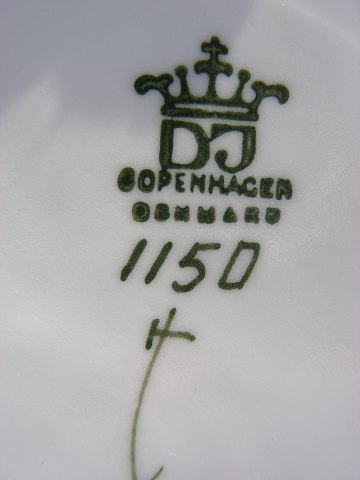 DJ
COPENHAGEN
DENMARK
1150